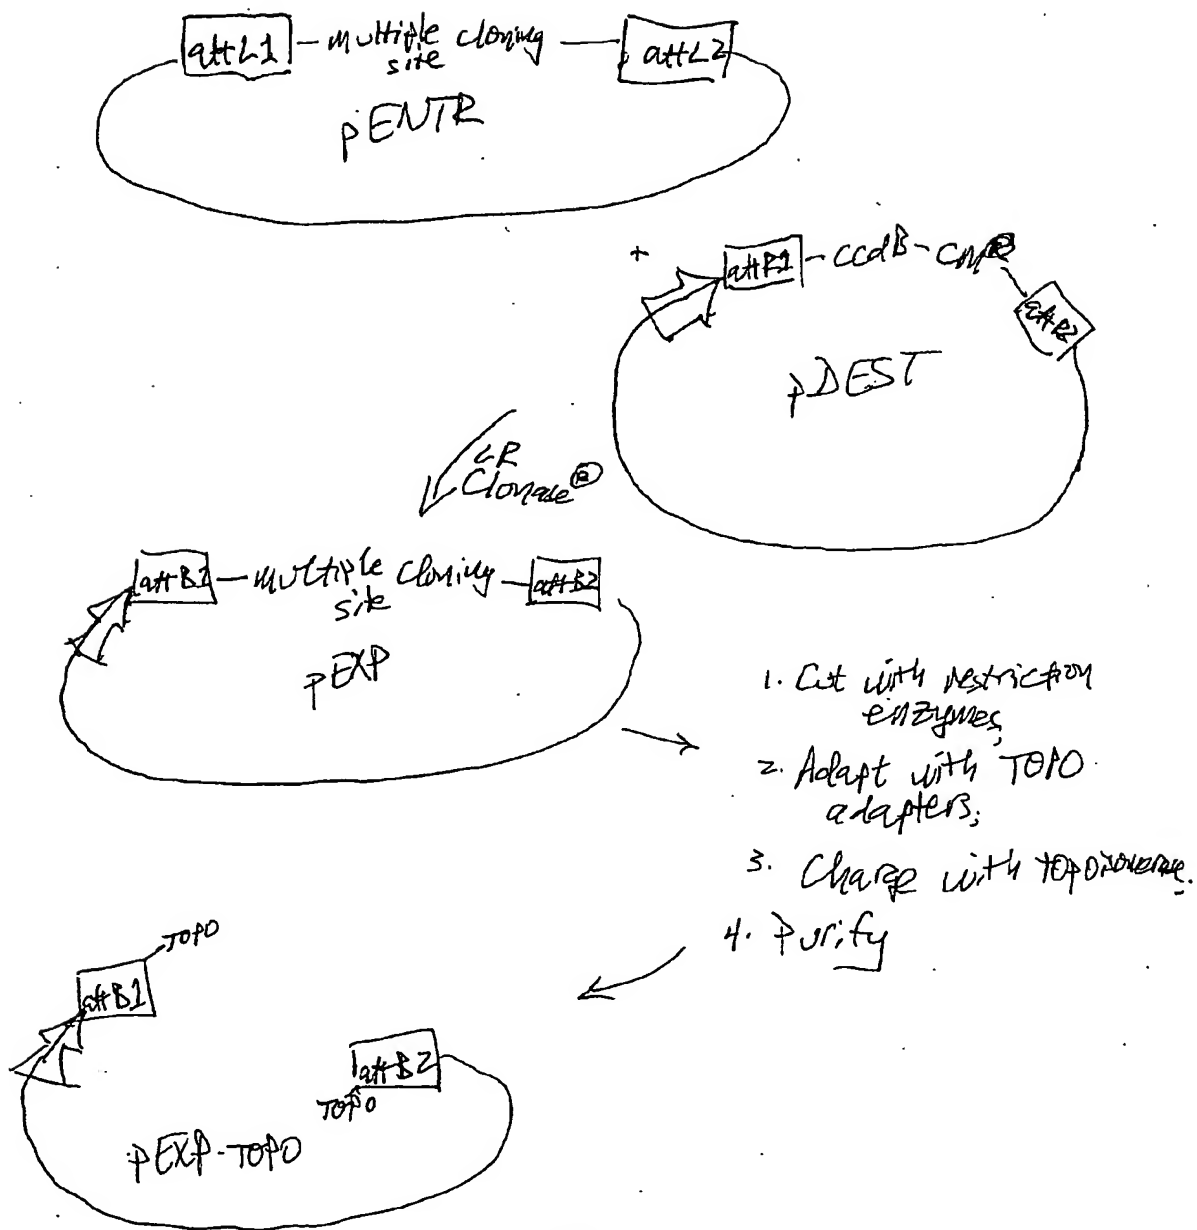 attL1 - multiple cloning site - attL2
pENTR
+
attR1 - ccdB - CmR
attR2
pDEST
LR
Clonase®
attB1 - multiple cloning site - attB2
pEXP
1. Cut with restriction
enzymes;
2. Adapt with TOPO
adapters;
3. Charge with topoisomerase.
4. Purify
TOPO
attB1
attB2
TOPO
pEXP-TOPO